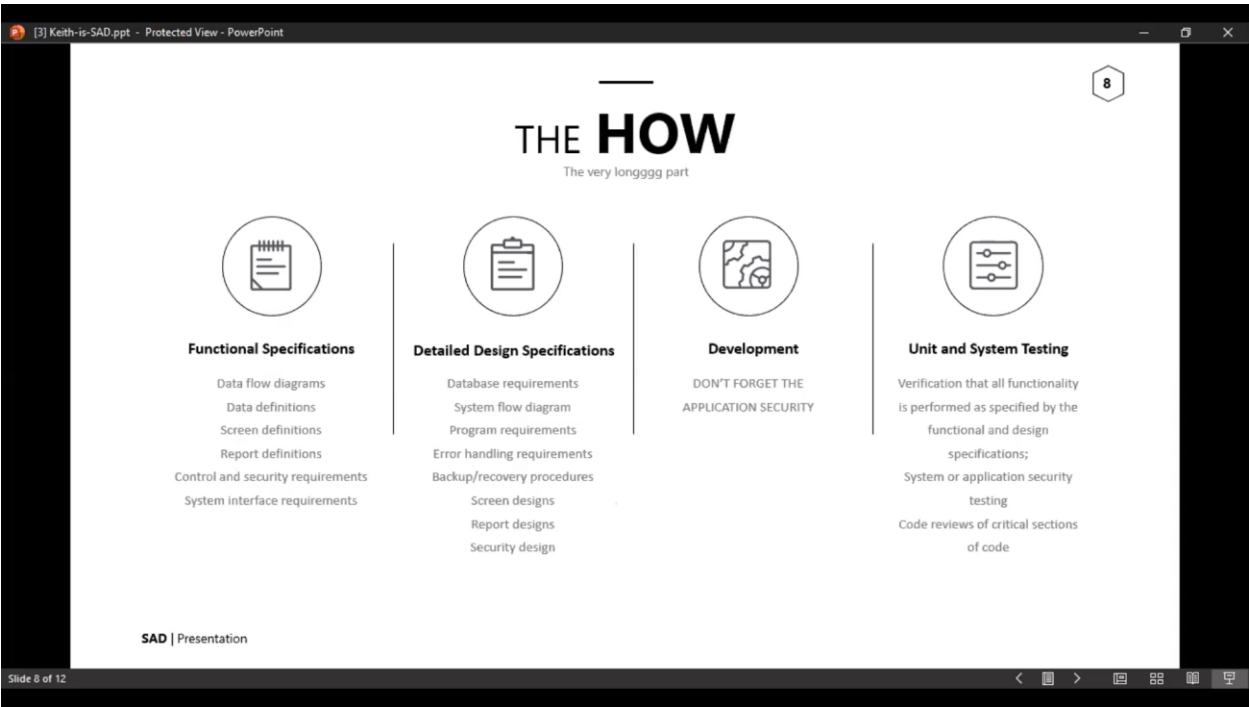 [3] Keith-is-SAD.ppt - Protected View - PowerPoint
8
THE HOW
The very longggg part
Functional Specifications
Data flow diagrams
Data definitions
Screen definitions
Report definitions
Control and security requirements
System interface requirements
Detailed Design Specifications
Database requirements
System flow diagram
Program requirements
Error handling requirements
Backup/recovery procedures
Screen designs
Report designs
Security design
Development
DON'T FORGET THE
APPLICATION SECURITY
Unit and System Testing
Verification that all functionality
is performed as specified by the
functional and design
specifications;
System or application security
testing
Code reviews of critical sections
of code
SAD | Presentation
Slide 8 of 12